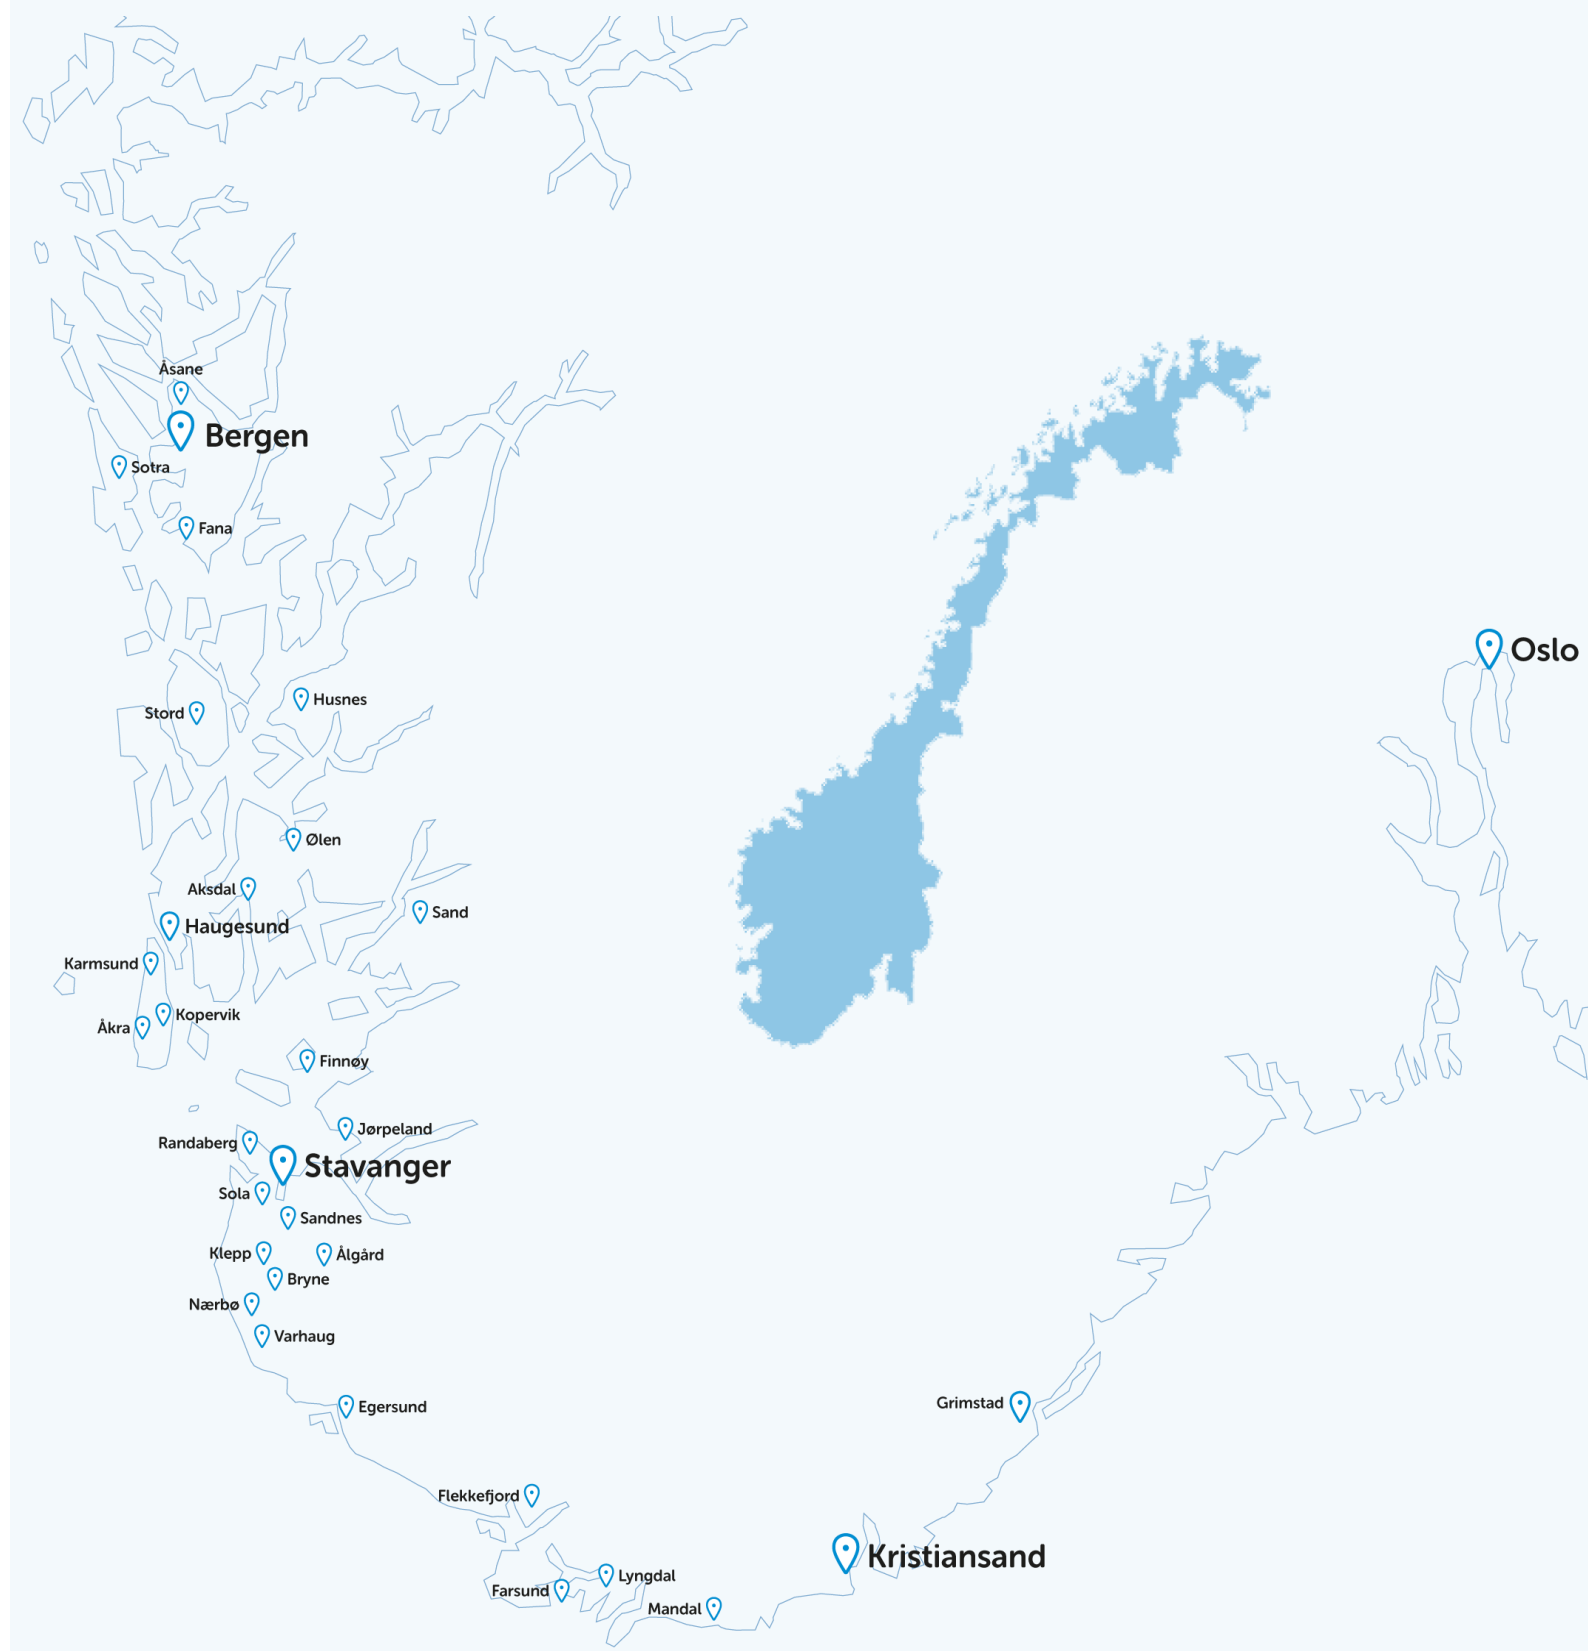 Åsane
Bergen
Sotra
Fana
Oslo
Husnes
Stord
Ølen
Aksdal
Sand
Haugesund
Karmsund
Kopervik
Åkra
Finnøy
Jørpeland
Randaberg
Stavanger
Sola
Sandnes
Klepp
Ålgård
Bryne
Nærbø
Varhaug
Grimstad
Egersund
Flekkefjord
Kristiansand
Lyngdal
Farsund
Mandal